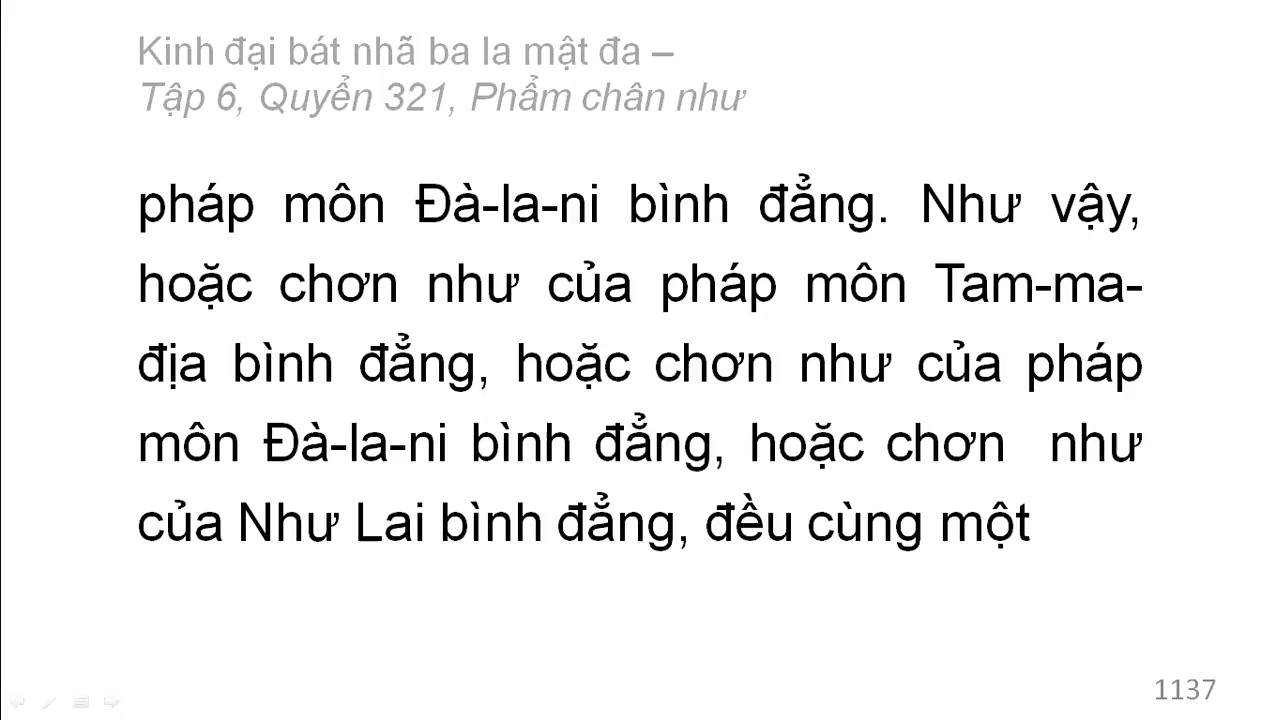 Kinh đại bát nhã ba la mật đa –
Tập 6, Quyển 321, Phẩm chân như
pháp môn Đà-la-ni bình đẳng. Như vậy,
hoặc chơn như của pháp môn Tam-ma-
địa bình đẳng, hoặc chơn như của pháp
môn Đà-la-ni bình đẳng, hoặc chơn  như
của Như Lai bình đẳng, đều cùng một
1137